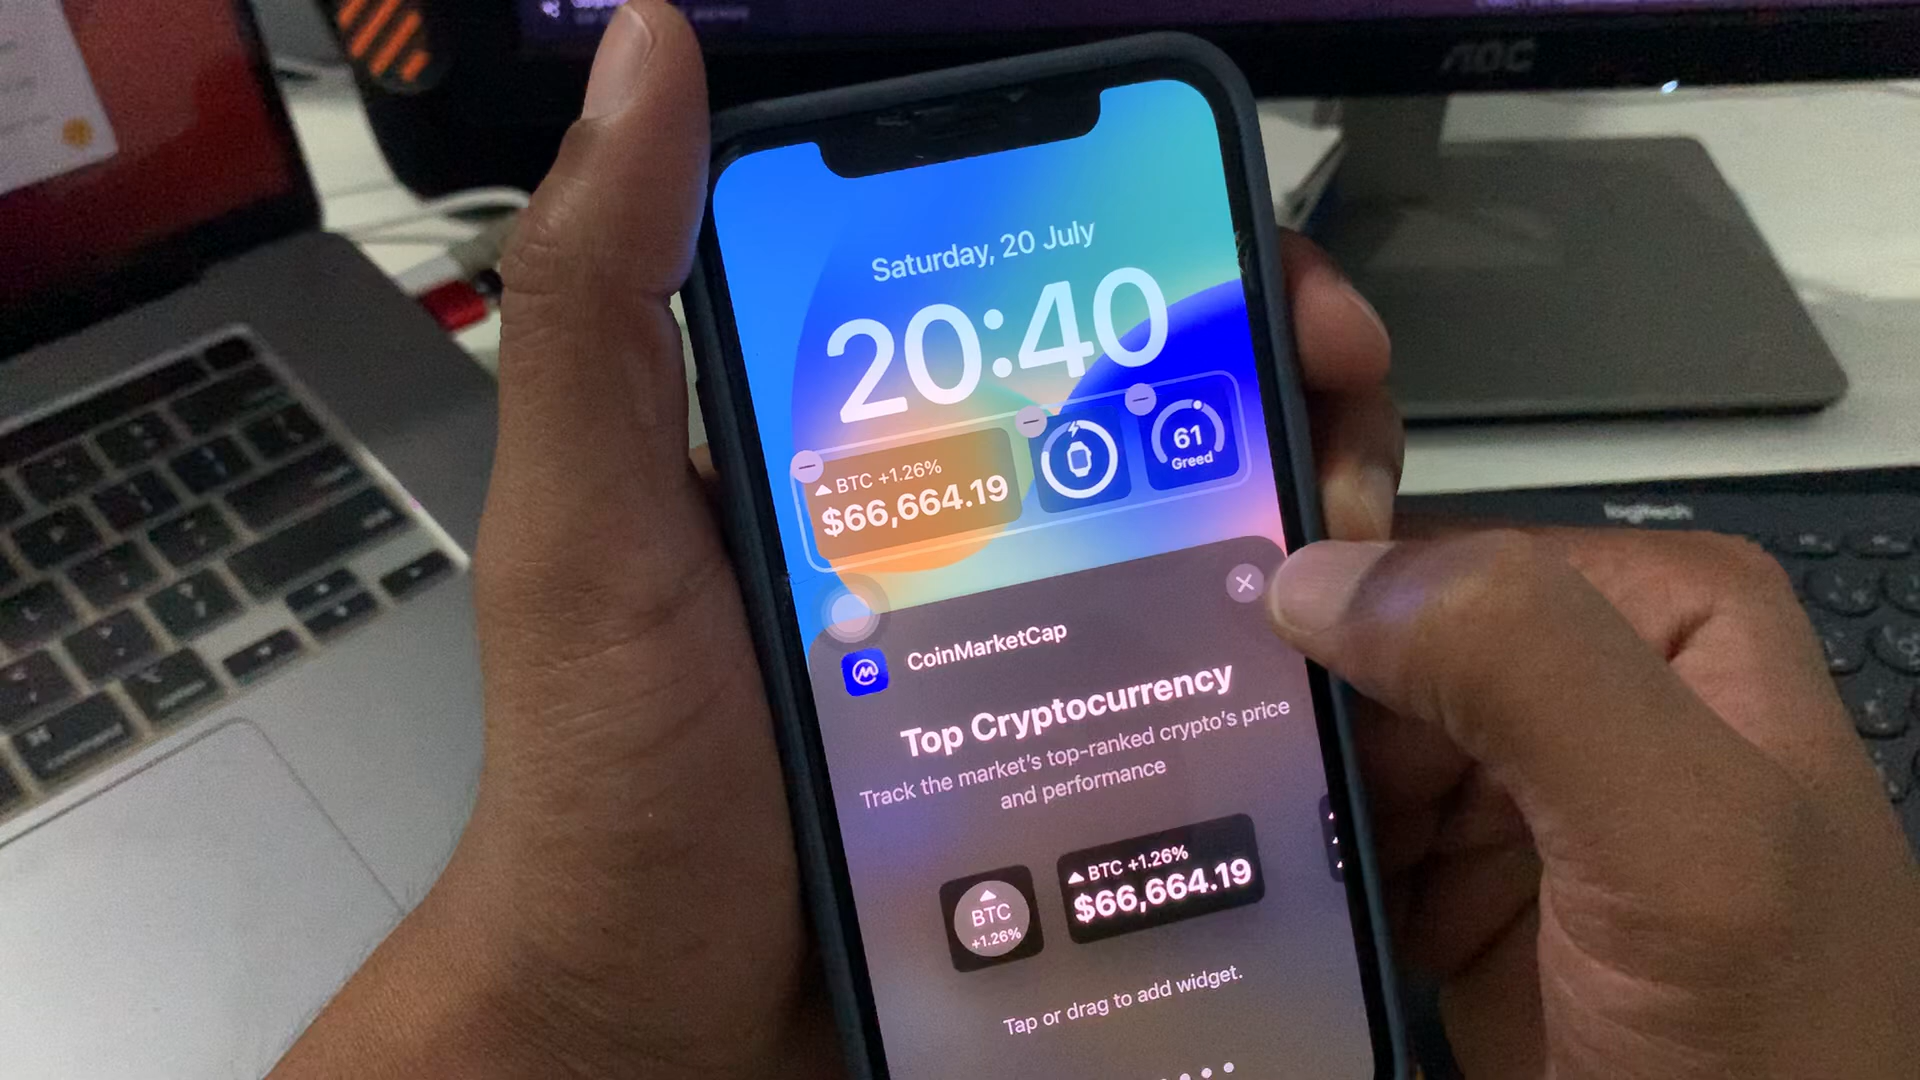 AOC
Saturday, 20 July
20:40
BTC +1.26%
$66,664.19
61
Greed
logitech
CoinMarketCap
Top Cryptocurrency
Track the market's top-ranked crypto's price
and performance
BTC
+1.26%
BTC +1.26%
$66,664.19
Tap or drag to add widget.